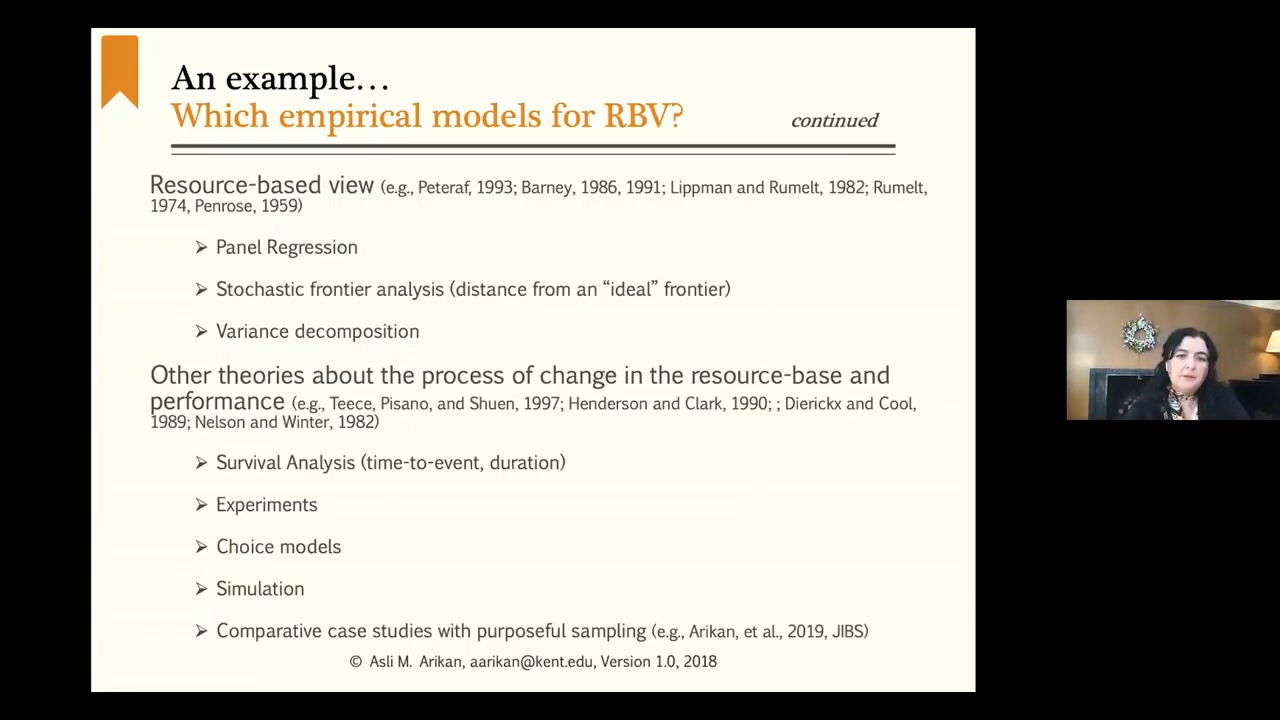 An example…
Which empirical models for RBV?
continued
Resource-based view (e.g., Peteraf, 1993; Barney, 1986, 1991; Lippman and Rumelt, 1982; Rumelt,
1974, Penrose, 1959)
➢ Panel Regression
➢ Stochastic frontier analysis (distance from an “ideal” frontier)
➢ Variance decomposition
Other theories about the process of change in the resource-base and
performance (e.g., Teece, Pisano, and Shuen, 1997; Henderson and Clark, 1990; ; Dierickx and Cool,
1989; Nelson and Winter, 1982)
➢ Survival Analysis (time-to-event, duration)
➢ Experiments
➢ Choice models
➢ Simulation
➢ Comparative case studies with purposeful sampling (e.g., Arikan, et al., 2019, JIBS)
© Asli M. Arikan, aarikan@kent.edu, Version 1.0, 2018